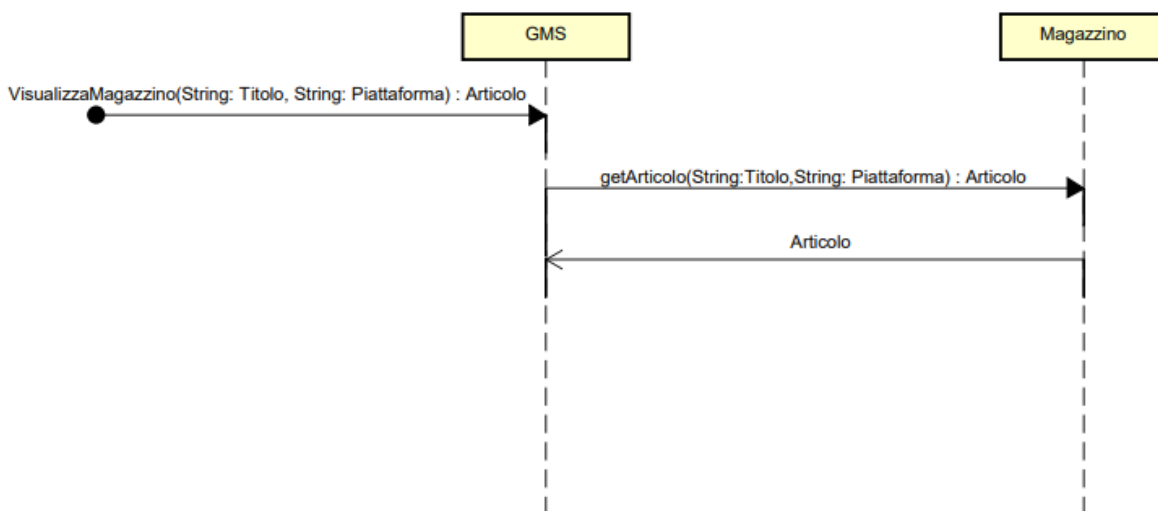 GMS
Magazzino
VisualizzaMagazzino(String: Titolo, String: Piattaforma) : Articolo
getArticolo(String:Titolo,String: Piattaforma) : Articolo
Articolo